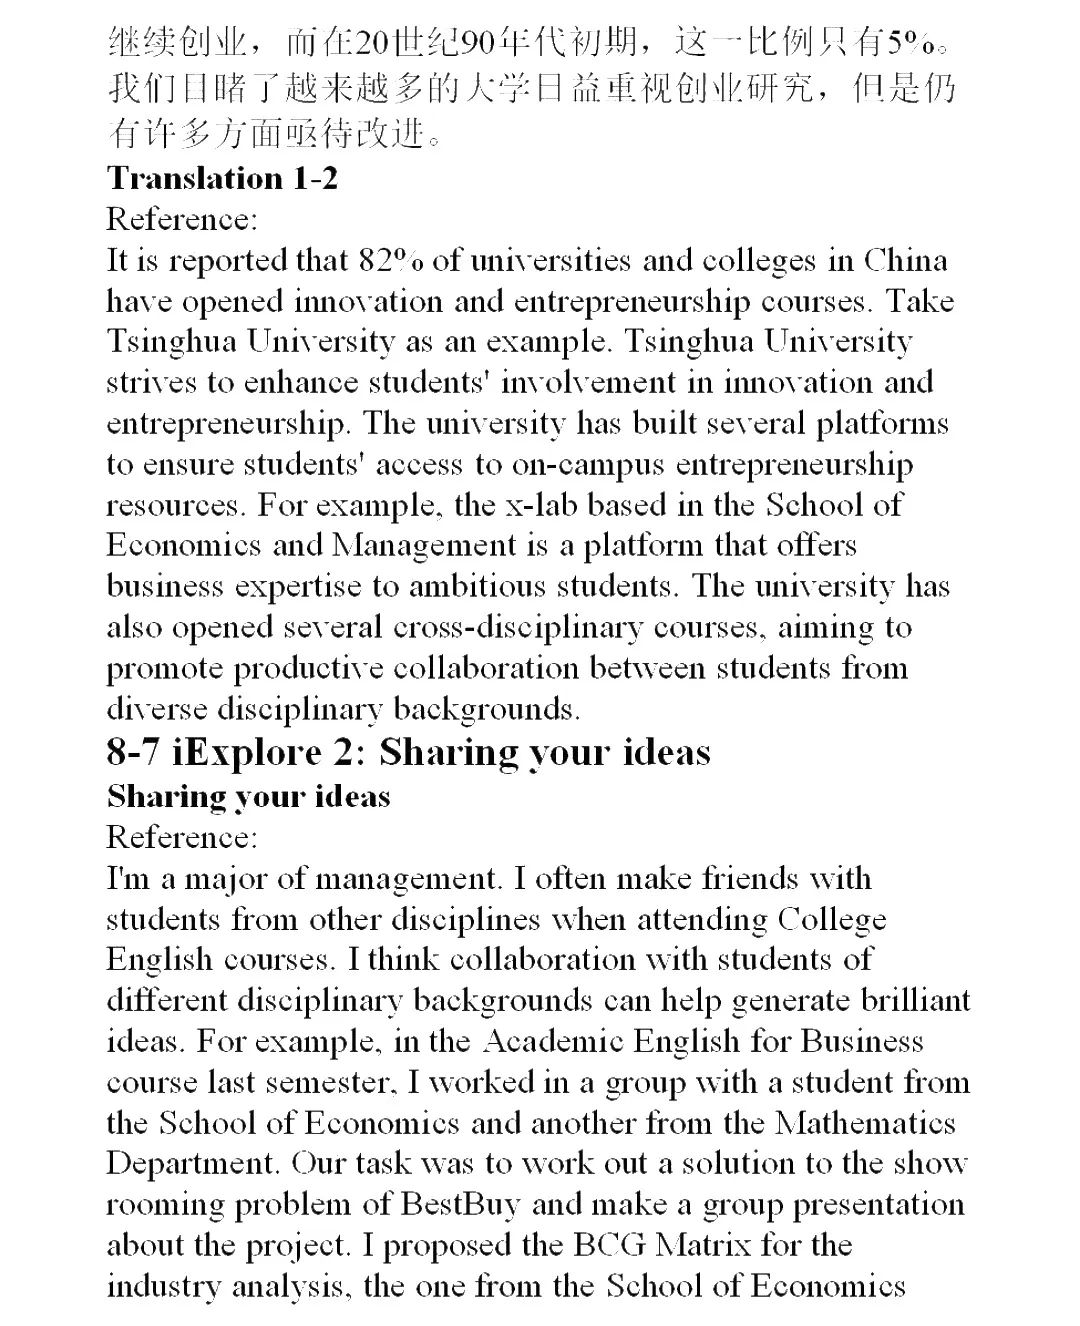 继续创业，而在20世纪90年代初期，这一比例只有5%。
我们目睹了越来越多的大学日益重视创业研究，但是仍
有许多方面亟待改进。
Translation 1-2
Reference:
It is reported that 82% of universities and colleges in China
have opened innovation and entrepreneurship courses. Take
Tsinghua University as an example. Tsinghua University
strives to enhance students' involvement in innovation and
entrepreneurship. The university has built several platforms
to ensure students' access to on-campus entrepreneurship
resources. For example, the x-lab based in the School of
Economics and Management is a platform that offers
business expertise to ambitious students. The university has
also opened several cross-disciplinary courses, aiming to
promote productive collaboration between students from
diverse disciplinary backgrounds.
8-7 iExplore 2: Sharing your ideas
Sharing your ideas
Reference:
I'm a major of management. I often make friends with
students from other disciplines when attending College
English courses. I think collaboration with students of
different disciplinary backgrounds can help generate brilliant
ideas. For example, in the Academic English for Business
course last semester, I worked in a group with a student from
the School of Economics and another from the Mathematics
Department. Our task was to work out a solution to the show
rooming problem of BestBuy and make a group presentation
about the project. I proposed the BCG Matrix for the
industry analysis, the one from the School of Economics